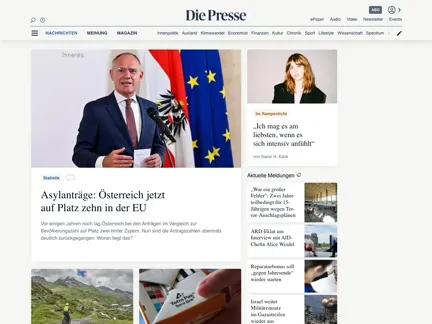 Die Presse
ABO
ePaper Audio Video Newsletter Events
NACHRICHTEN MEINUNG MAGAZIN
Innenpolitik Ausland Klimawandel Economist Finanzen Kultur Chronik Sport Lifestyle Wissenschaft Spectrum
Inneres
Statistik
Asylanträge: Österreich jetzt
auf Platz zehn in der EU
Vor einigen Jahren noch lag Österreich bei den Anträgen im Vergleich zur
Bevölkerungszahl auf Platz zwei hinter Zypern. Nun sind die Antragszahlen abermals
deutlich zurückgegangen. Woran liegt das?
Im Rampenlicht
„Ich mag es am
liebsten, wenn es
sich intensiv anfühlt“
Aktuelle Meldungen
„War ein großer
Fehler“: Zwei Jahre
teilbedingt für 15-
Jährigen wegen Ter-
ror-Anschlagsplänen
ARD-Eklat um
Interview mit AfD-
Chefin Alice Weidel
Reparaturbonus soll
„gegen Jahresende“
wieder starten
Israel weitet
Militäreinsatz
im Gazastreifen
wieder aus